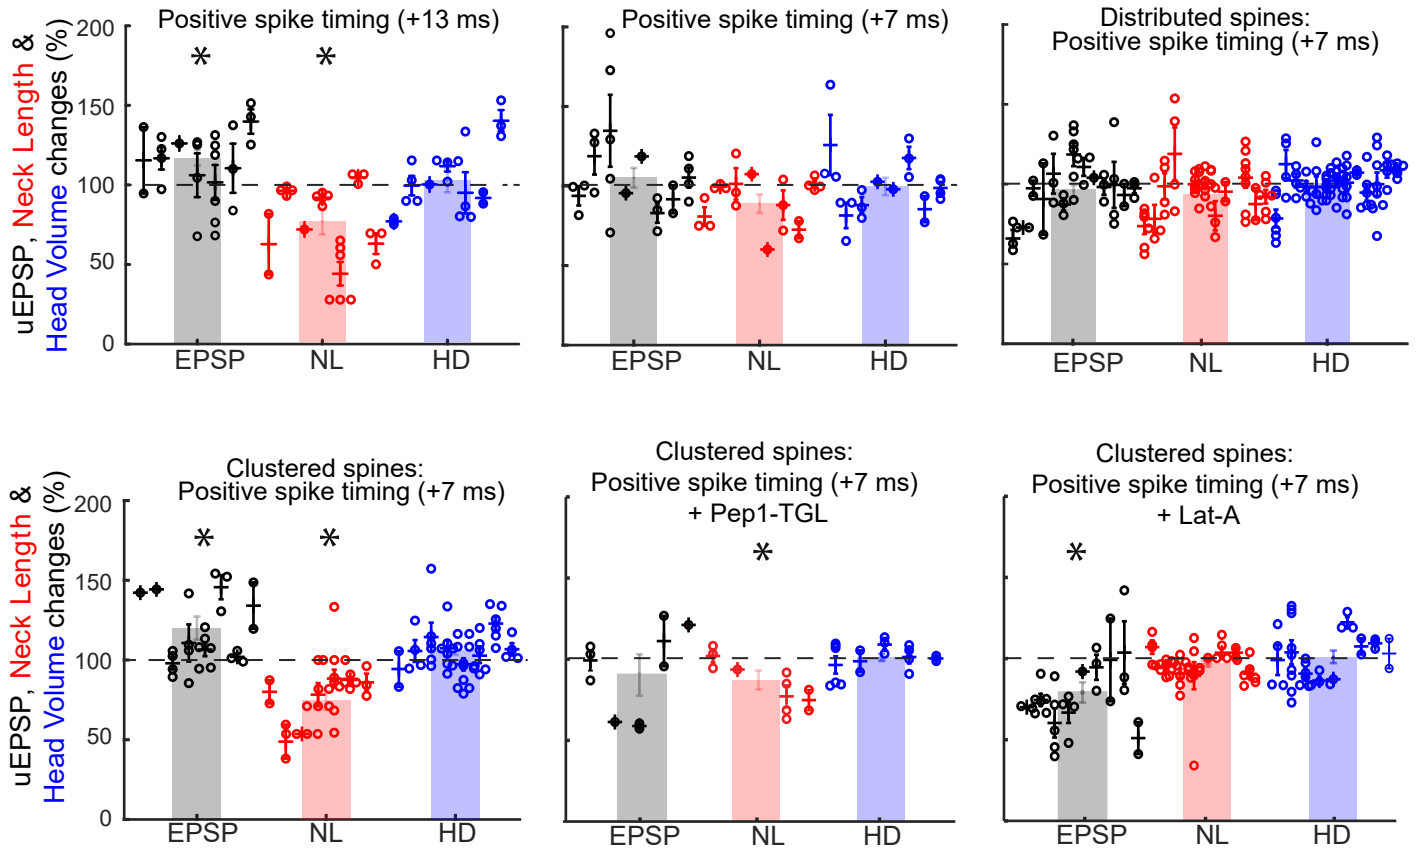 Positive spike timing (+13 ms)
Positive spike timing (+7 ms)
Distributed spines:
Positive spike timing (+7 ms)
uEPSP, Neck Length &
Head Volume changes (%)
200
150
100
50
0
*
*
EPSP
NL
HD
EPSP
NL
HD
EPSP
NL
HD
Clustered spines:
Positive spike timing (+7 ms)
Clustered spines:
Positive spike timing (+7 ms)
+ Pep1-TGL
Clustered spines:
Positive spike timing (+7 ms)
+ Lat-A
uEPSP, Neck Length &
Head Volume changes (%)
200
150
100
50
0
*
*
*
*
EPSP
NL
HD
EPSP
NL
HD
EPSP
NL
HD